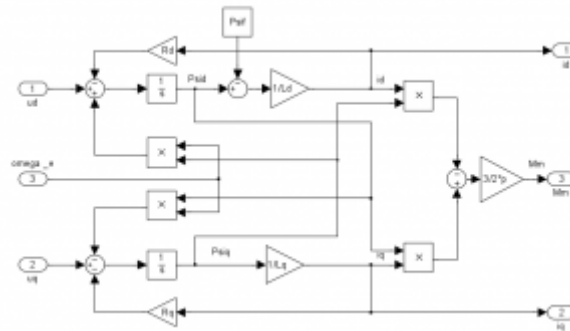 Psif
Rd
1
id
1
ud
1
s
Psid
1/Ld
id
×
×
omega_e
3
3/2*p
Mm
3
Mm
×
2
uq
1
s
Psiq
1/Lq
iq
×
Rq
2
iq